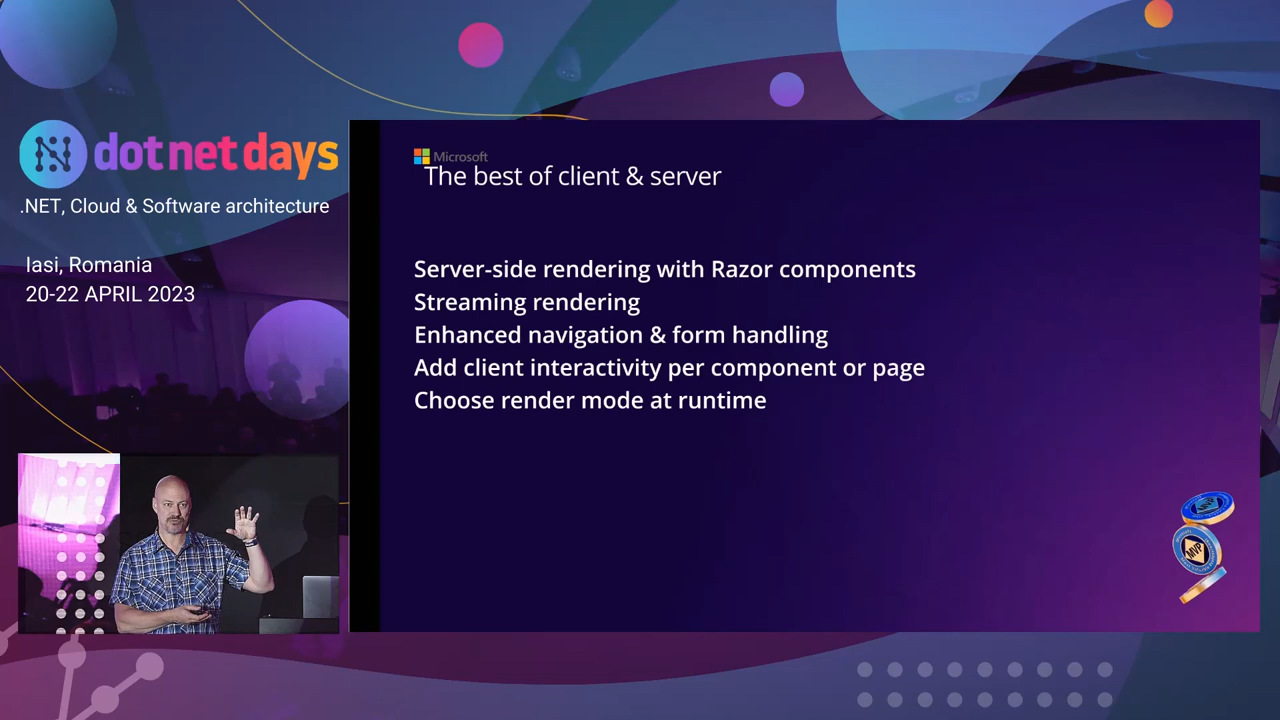 dotnetdays
.NET, Cloud & Software architecture
Iasi, Romania
20-22 APRIL 2023
Microsoft
The best of client & server
Server-side rendering with Razor components
Streaming rendering
Enhanced navigation & form handling
Add client interactivity per component or page
Choose render mode at runtime
MVP